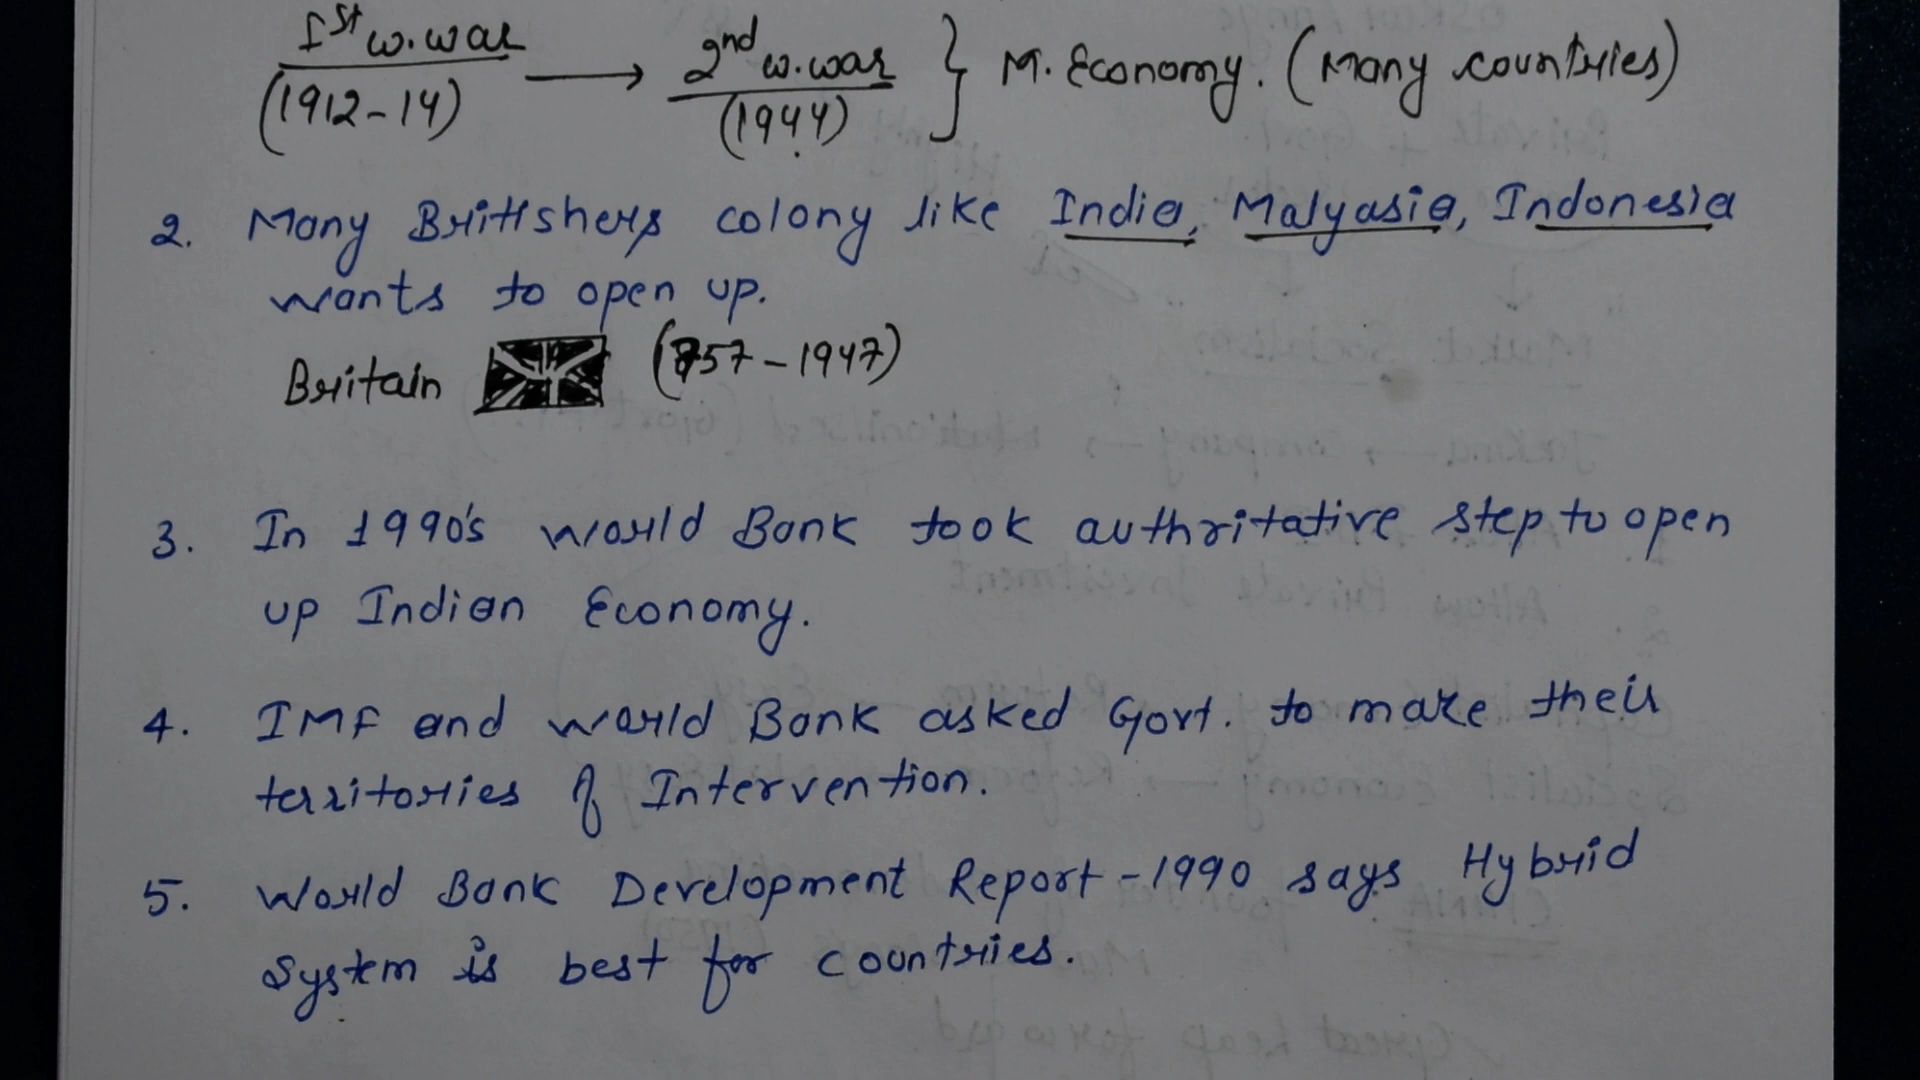 1st w. war 2nd w. war } M. Economy. (Many countries)
(1912-14) → (1944)
2. Many Brittshers colony like India, Malyasia, Indonesia
wants to open up.
Britain (1757-1947)
3. In 1990's world Bank took authritative step to open
up Indian Economy.
4. IMF and world Bank asked Govt. to make their
territories of Intervention.
5. World Bank Development Report -1990 says Hybrid
System is best for countries.